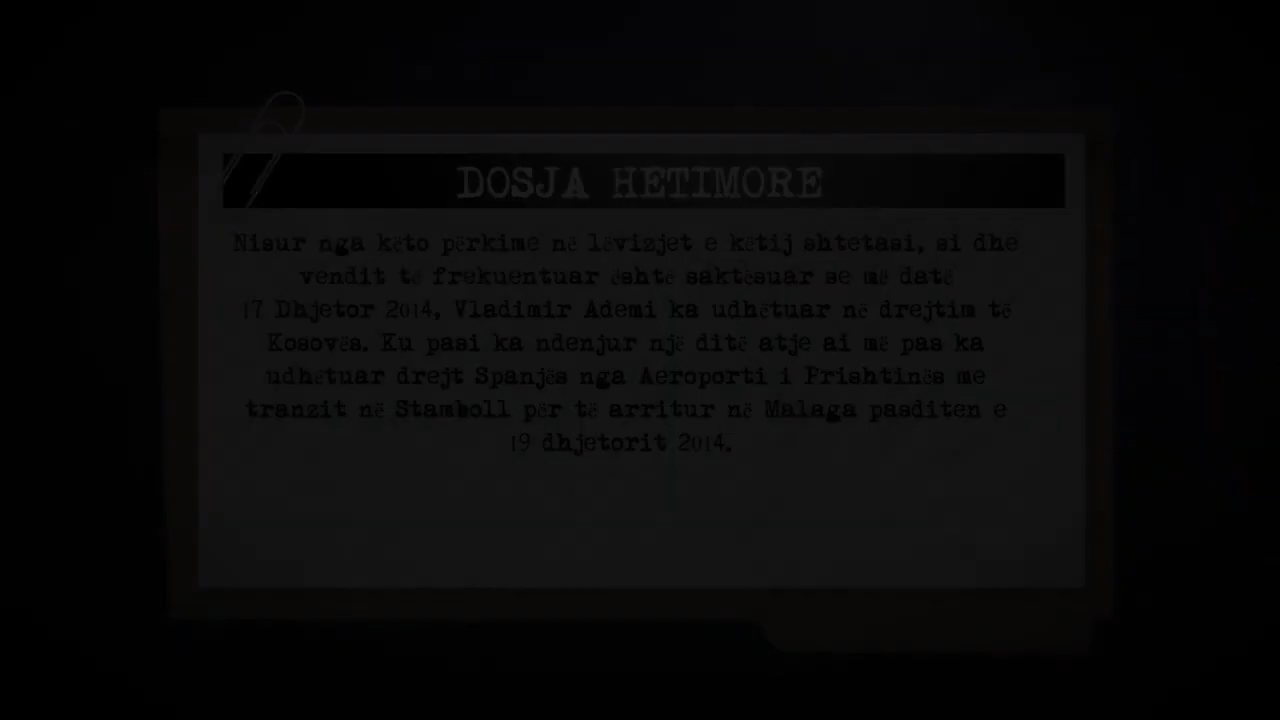 DOSJA HETIMORE
Nisur nga këto përkime në lëvizjet e këtij shtetasi, si dhe
vendit të frekuentuar është saktësuar se më datë
17 Dhjetor 2014, Vladimir Ademi ka udhëtuar në drejtim të
Kosovës. Ku pasi ka ndenjur një ditë atje ai më pas ka
udhëtuar drejt Spanjës nga Aeroporti i Prishtinës me
tranzit në Stamboll për të arritur në Malaga pasditen e
19 dhjetorit 2014.